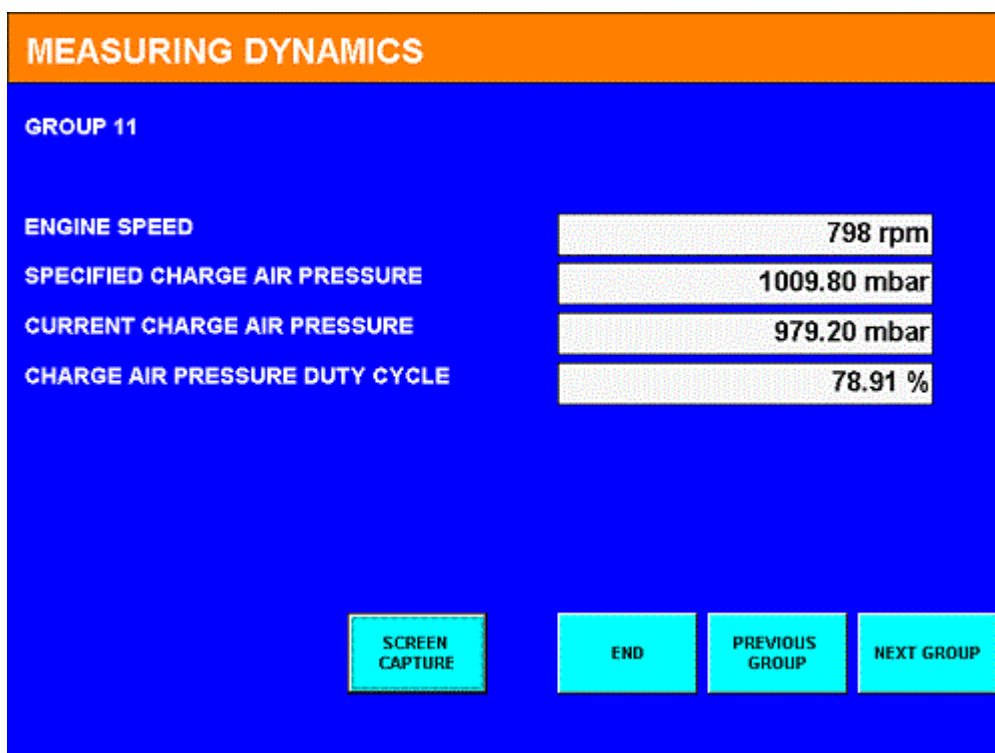 MEASURING DYNAMICS
GROUP 11
ENGINE SPEED 798 rpm
SPECIFIED CHARGE AIR PRESSURE 1009.80 mbar
CURRENT CHARGE AIR PRESSURE 979.20 mbar
CHARGE AIR PRESSURE DUTY CYCLE 78.91 %
SCREEN CAPTURE
END
PREVIOUS GROUP
NEXT GROUP